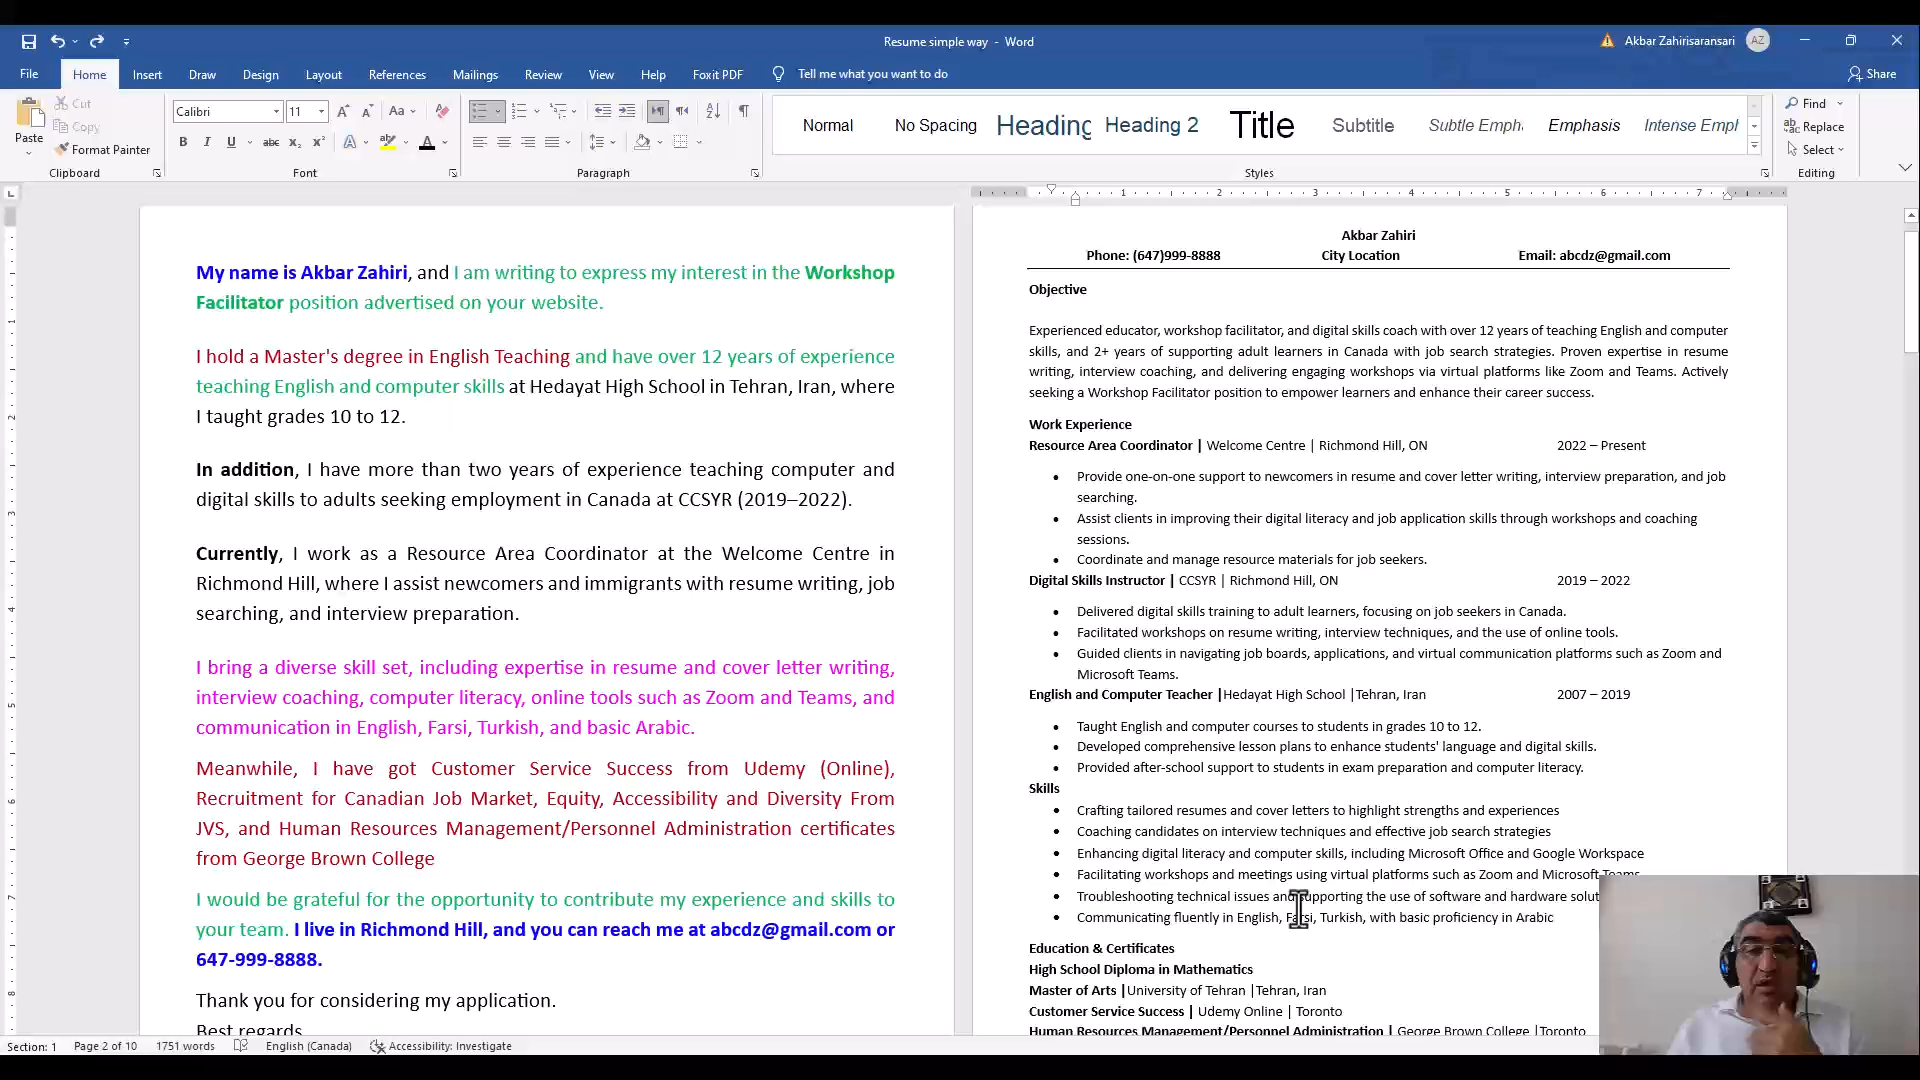 Resume simple way - Word
Akbar Zahirisaransari AZ
File Home Insert Draw Design Layout References Mailings Review View Help Foxit PDF Tell me what you want to do Share
Paste
Cut
Copy
Format Painter
Clipboard
Calibri 11 Aa
B I U abc
Font
Paragraph
Normal No Spacing Heading Heading 2 Title Subtitle Subtle Emph Emphasis Intense Emph
Styles
Find
Replace
Select
Editing
1 2 3 4 5 6 7
My name is Akbar Zahiri, and I am writing to express my interest in the Workshop
Facilitator position advertised on your website.
I hold a Master's degree in English Teaching and have over 12 years of experience
teaching English and computer skills at Hedayat High School in Tehran, Iran, where
I taught grades 10 to 12.
In addition, I have more than two years of experience teaching computer and
digital skills to adults seeking employment in Canada at CCSYR (2019–2022).
Currently, I work as a Resource Area Coordinator at the Welcome Centre in
Richmond Hill, where I assist newcomers and immigrants with resume writing, job
searching, and interview preparation.
I bring a diverse skill set, including expertise in resume and cover letter writing,
interview coaching, computer literacy, online tools such as Zoom and Teams, and
communication in English, Farsi, Turkish, and basic Arabic.
Meanwhile, I have got Customer Service Success from Udemy (Online),
Recruitment for Canadian Job Market, Equity, Accessibility and Diversity From
JVS, and Human Resources Management/Personnel Administration certificates
from George Brown College
I would be grateful for the opportunity to contribute my experience and skills to
your team. I live in Richmond Hill, and you can reach me at abcdz@gmail.com or
647-999-8888.
Thank you for considering my application.
Best regards
Akbar Zahiri
Phone: (647)999-8888 City Location Email: abcdz@gmail.com
Objective
Experienced educator, workshop facilitator, and digital skills coach with over 12 years of teaching English and computer
skills, and 2+ years of supporting adult learners in Canada with job search strategies. Proven expertise in resume
writing, interview coaching, and delivering engaging workshops via virtual platforms like Zoom and Teams. Actively
seeking a Workshop Facilitator position to empower learners and enhance their career success.
Work Experience
Resource Area Coordinator | Welcome Centre | Richmond Hill, ON 2022 – Present
• Provide one-on-one support to newcomers in resume and cover letter writing, interview preparation, and job
searching.
• Assist clients in improving their digital literacy and job application skills through workshops and coaching
sessions.
• Coordinate and manage resource materials for job seekers.
Digital Skills Instructor | CCSYR | Richmond Hill, ON 2019 – 2022
• Delivered digital skills training to adult learners, focusing on job seekers in Canada.
• Facilitated workshops on resume writing, interview techniques, and the use of online tools.
• Guided clients in navigating job boards, applications, and virtual communication platforms such as Zoom and
Microsoft Teams.
English and Computer Teacher |Hedayat High School |Tehran, Iran 2007 – 2019
• Taught English and computer courses to students in grades 10 to 12.
• Developed comprehensive lesson plans to enhance students' language and digital skills.
• Provided after-school support to students in exam preparation and computer literacy.
Skills
• Crafting tailored resumes and cover letters to highlight strengths and experiences
• Coaching candidates on interview techniques and effective job search strategies
• Enhancing digital literacy and computer skills, including Microsoft Office and Google Workspace
• Facilitating workshops and meetings using virtual platforms such as Zoom and Microsoft Teams
• Troubleshooting technical issues and supporting the use of software and hardware solut
• Communicating fluently in English, Farsi, Turkish, with basic proficiency in Arabic
Education & Certificates
High School Diploma in Mathematics
Master of Arts |University of Tehran |Tehran, Iran
Customer Service Success | Udemy Online | Toronto
Human Resources Management/Personnel Administration | George Brown College |Toronto
Section: 1 Page 2 of 10 1751 words English (Canada) Accessibility: Investigate